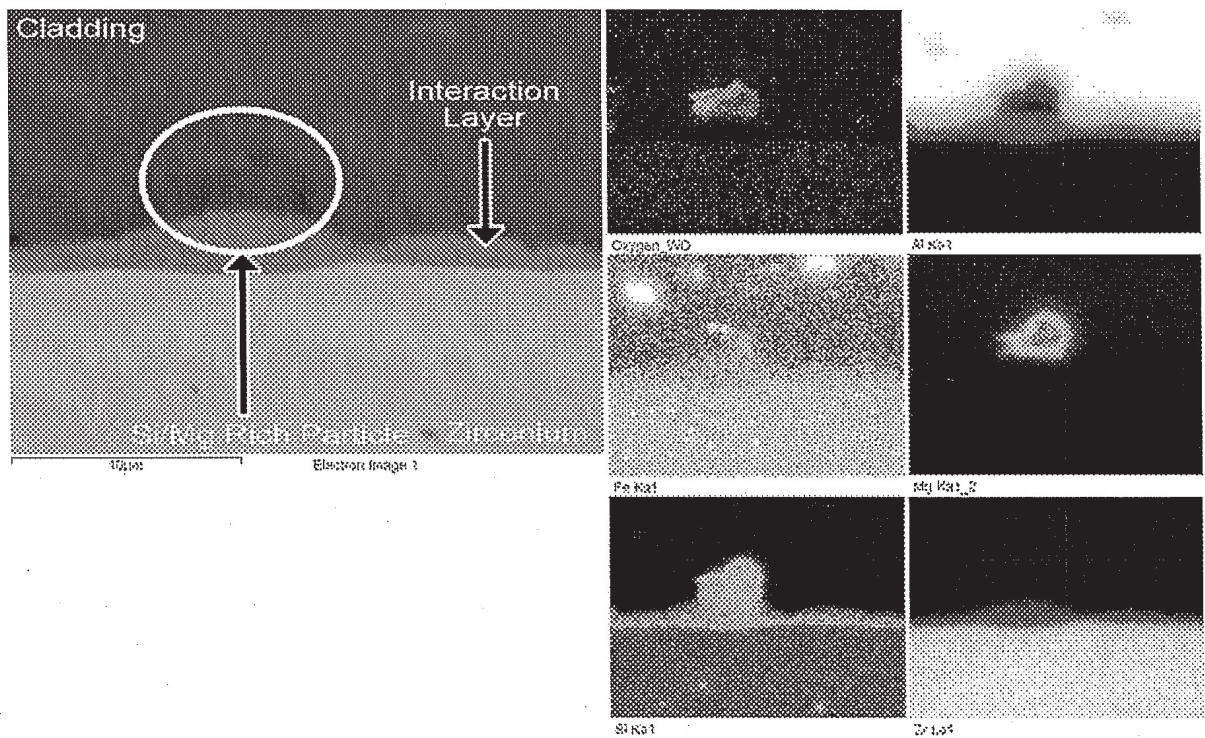 Cladding
Interaction
Layer
Si/Mg Rich Particle Zirconium
10μm
Electron Image 1
Oxygen_WD
Al Ka1
Fe Ka1
Mg Ka1_2
Si Ka1
Zr La1